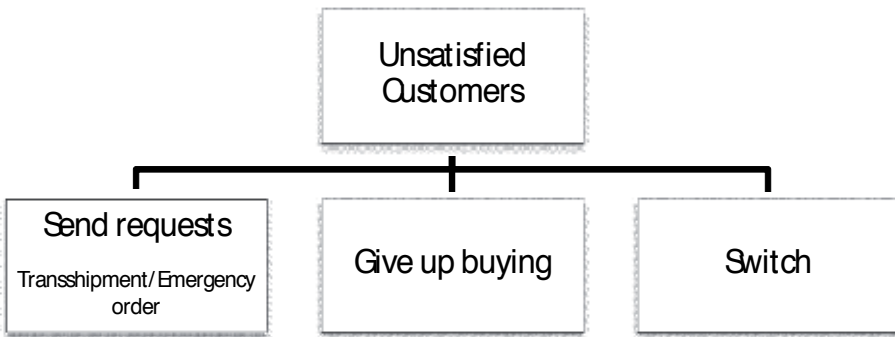 Unsatisfied
Customers
Send requests
Transshipment/Emergency
order
Give up buying
Switch